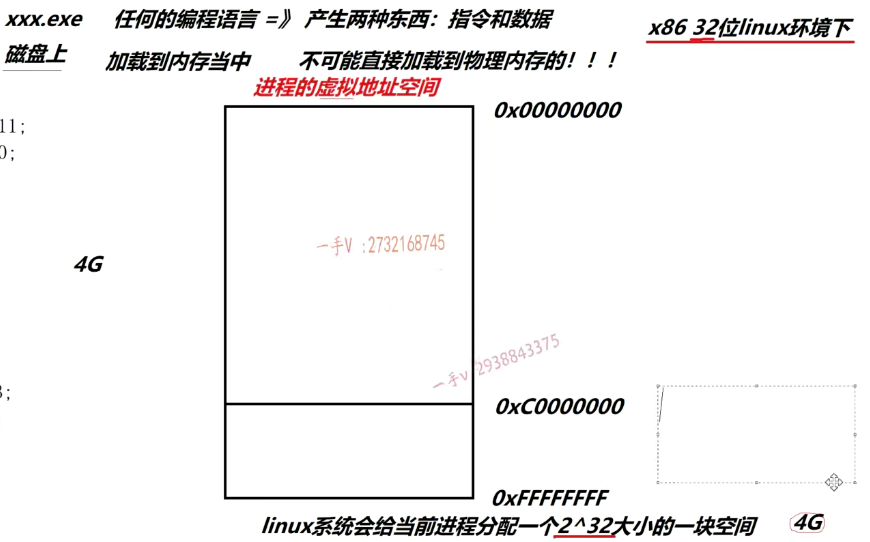 xxx.exe 任何的编程语言 =》 产生两种东西：指令和数据
x86 32位linux环境下
磁盘上 加载到内存当中 不可能直接加载到物理内存的！！！
进程的虚拟地址空间
0x00000000
11;
0;
一手V :2732168745
4G
一手V 2938843375
3;
0xC0000000
0xFFFFFFFF
linux系统会给当前进程分配一个2^32大小的一块空间 4G